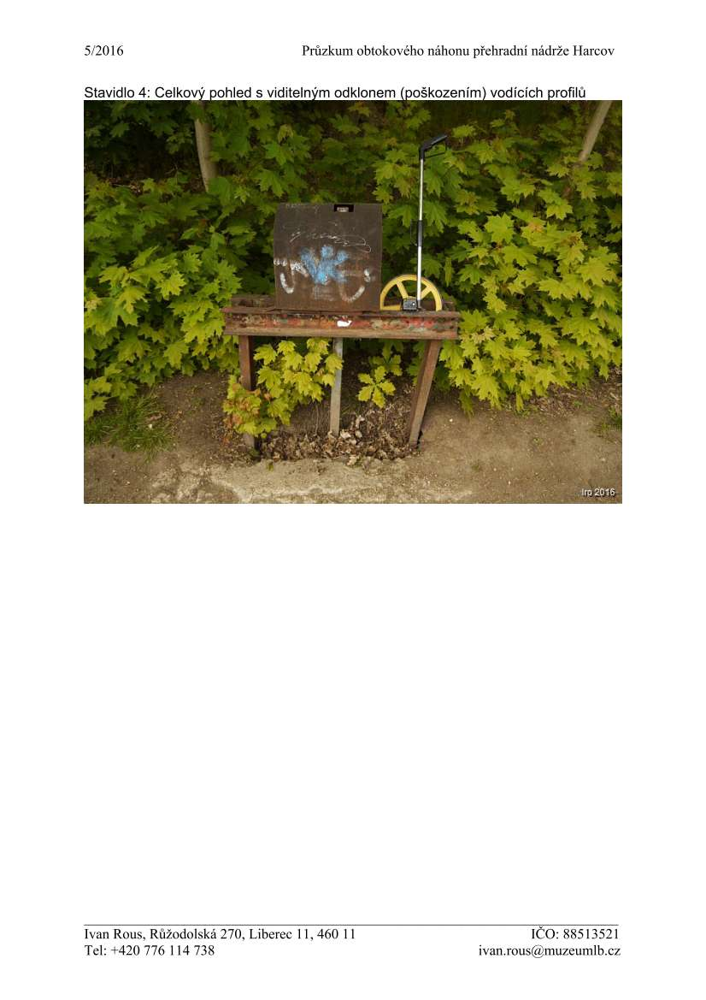 5/2016 Průzkum obtokového náhonu přehradní nádrže Harcov
Stavidlo 4: Celkový pohled s viditelným odklonem (poškozením) vodících profilů
iro 2016
Ivan Rous, Růžodolská 270, Liberec 11, 460 11 IČO: 88513521
Tel: +420 776 114 738 ivan.rous@muzeumlb.cz